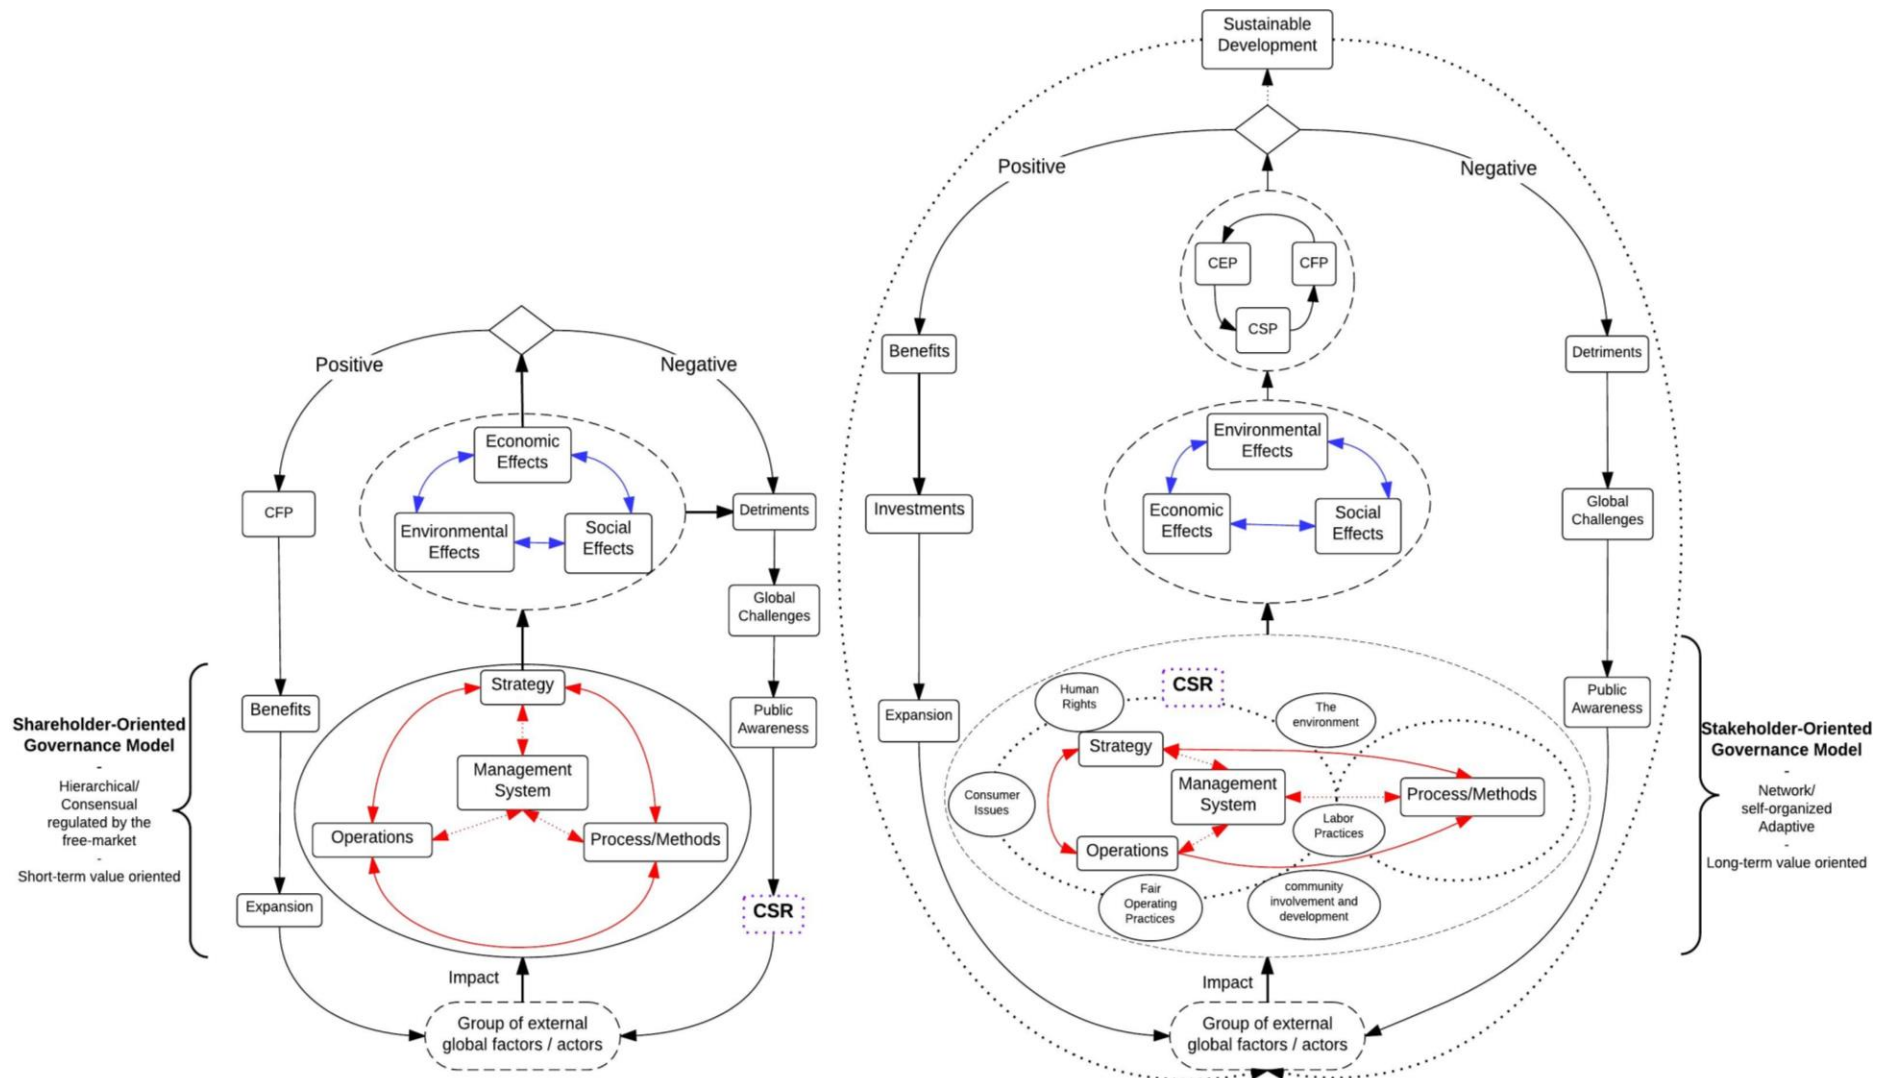 Positive
Negative
Economic
Effects
Environmental
Effects
Social
Effects
CFP
Benefits
Expansion
Detriments
Global
Challenges
Public
Awareness
CSR
Strategy
Management
System
Operations
Process/Methods
Impact
Group of external
global factors / actors
Shareholder-Oriented
Governance Model
-
Hierarchical/
Consensual
regulated by the
free-market
-
Short-term value oriented
Sustainable
Development
Positive
Negative
CEP
CFP
CSP
Benefits
Investments
Expansion
Environmental
Effects
Economic
Effects
Social
Effects
Detriments
Global
Challenges
Public
Awareness
CSR
Human
Rights
The
environment
Strategy
Management
System
Process/Methods
Consumer
Issues
Labor
Practices
Operations
Fair
Operating
Practices
community
involvement and
development
Impact
Group of external
global factors / actors
Stakeholder-Oriented
Governance Model
-
Network/
self-organized
Adaptive
-
Long-term value oriented